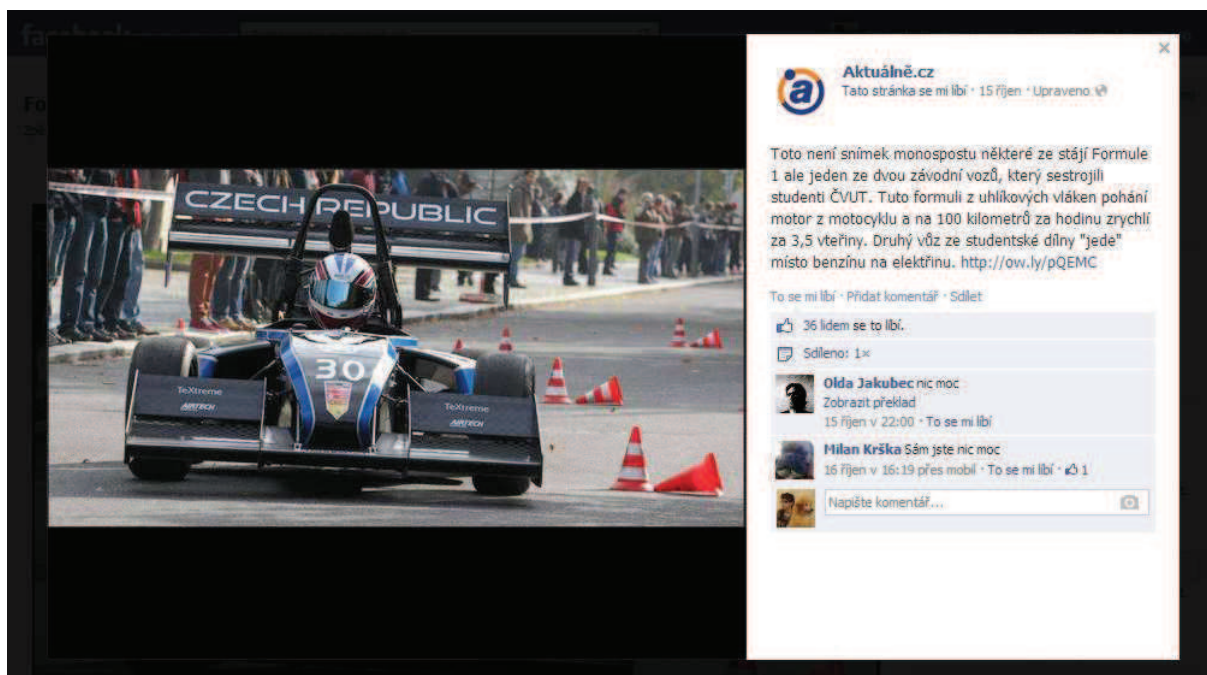 facebook
CZECH REPUBLIC
30
TeXtreme
AIRTECH
TeXtreme
AIRTECH
Aktuálně.cz
Tato stránka se mi líbí · 15 říjen · Upraveno
Toto není snímek monospostu některé ze stájí Formule
1 ale jeden ze dvou závodní vozů, který sestrojili
studenti ČVUT. Tuto formuli z uhlíkových vláken pohání
motor z motocyklu a na 100 kilometrů za hodinu zrychlí
za 3,5 vteřiny. Druhý vůz ze studentské dílny "jede"
místo benzínu na elektřinu. http://ow.ly/pQEMC
To se mi líbí · Přidat komentář · Sdílet
36 lidem se to líbí.
Sdíleno: 1×
Olda Jakubec nic moc
Zobrazit překlad
15 říjen v 22:00 · To se mi líbí
Milan Krška Sám jste nic moc
16 říjen v 16:19 přes mobil · To se mi líbí · 1
Napište komentář...